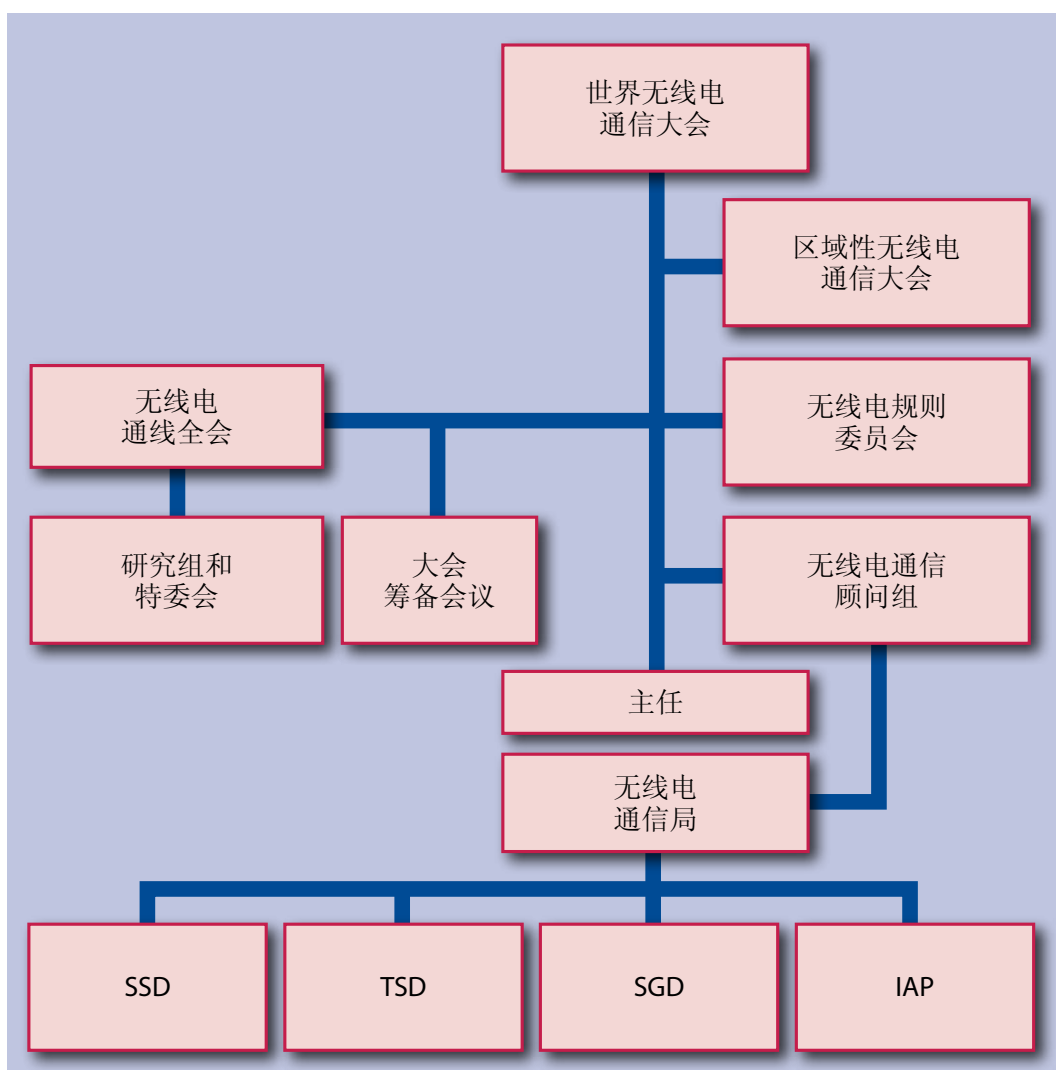 世界无线电
通信大会
区域性无线电
通信大会
无线电
通线全会
无线电规则
委员会
研究组和
特委会
大会
筹备会议
无线电通信
顾问组
主任
无线电
通信局
SSD
TSD
SGD
IAP